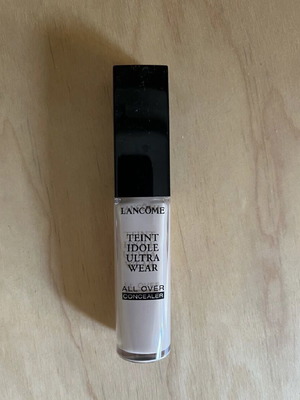 LANCÔME
TEINT
IDOLE
ULTRA
WEAR
ALL OVER
CONCEALER